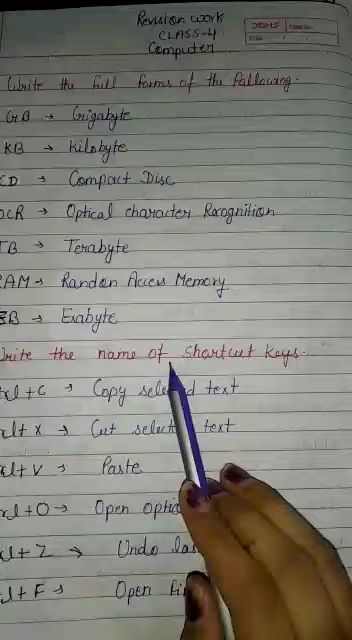 Revision work
CLASS-4
Computer
Write the full forms of the following.
GB → Gigabyte
KB → Kilobyte
CD → Compact Disc
OCR → Optical character Recognition
TB → Terabyte
RAM → Randon Access Memory
EB → Exabyte
Write the name of shortcut keys.
ctrl + C → Copy selected text
ctrl + X → Cut select text
ctrl + V → Paste
ctrl + O → Open
ctrl + Z → Undo
ctrl + F → Open